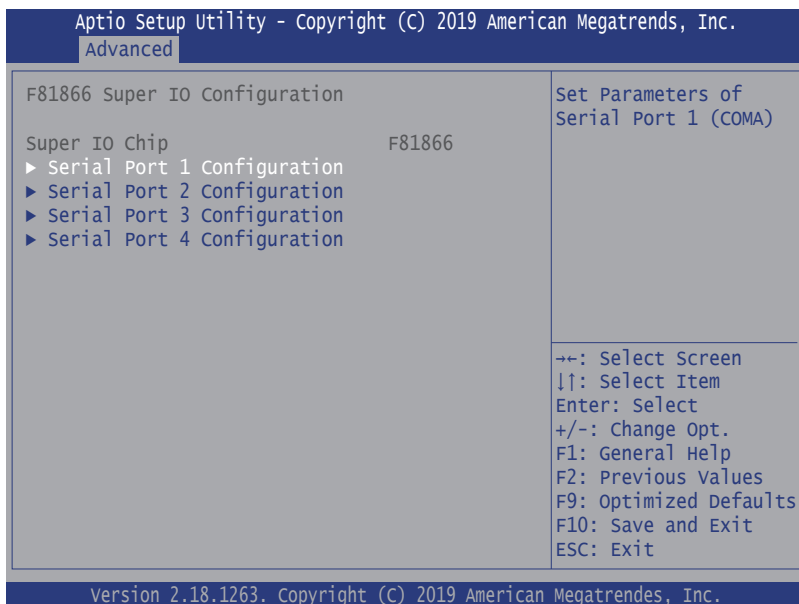 Aptio Setup Utility - Copyright (C) 2019 American Megatrends, Inc.
Advanced
F81866 Super IO Configuration
Super IO Chip F81866
▶ Serial Port 1 Configuration
▶ Serial Port 2 Configuration
▶ Serial Port 3 Configuration
▶ Serial Port 4 Configuration
Set Parameters of
Serial Port 1 (COMA)
→←: Select Screen
↓↑: Select Item
Enter: Select
+/-: Change Opt.
F1: General Help
F2: Previous Values
F9: Optimized Defaults
F10: Save and Exit
ESC: Exit
Version 2.18.1263. Copyright (C) 2019 American Megatrendes, Inc.